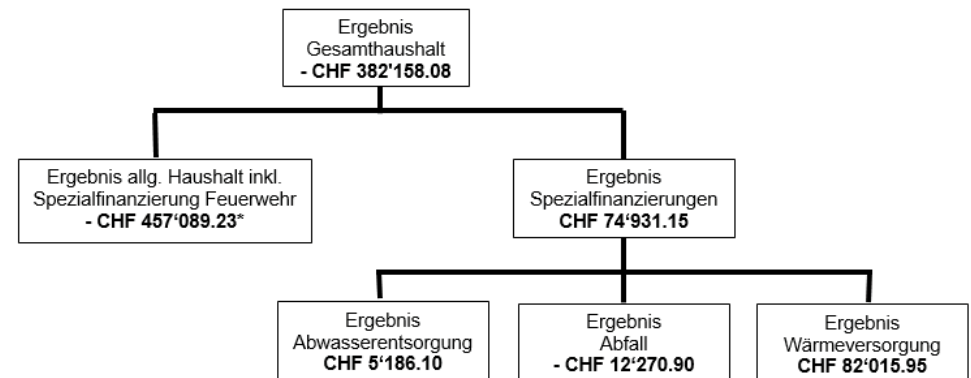 Ergebnis
Gesamthaushalt
- CHF 382'158.08
Ergebnis allg. Haushalt inkl.
Spezialfinanzierung Feuerwehr
- CHF 457‘089.23*
Ergebnis
Spezialfinanzierungen
CHF 74‘931.15
Ergebnis
Abwasserentsorgung
CHF 5‘186.10
Ergebnis
Abfall
- CHF 12‘270.90
Ergebnis
Wärmeversorgung
CHF 82‘015.95